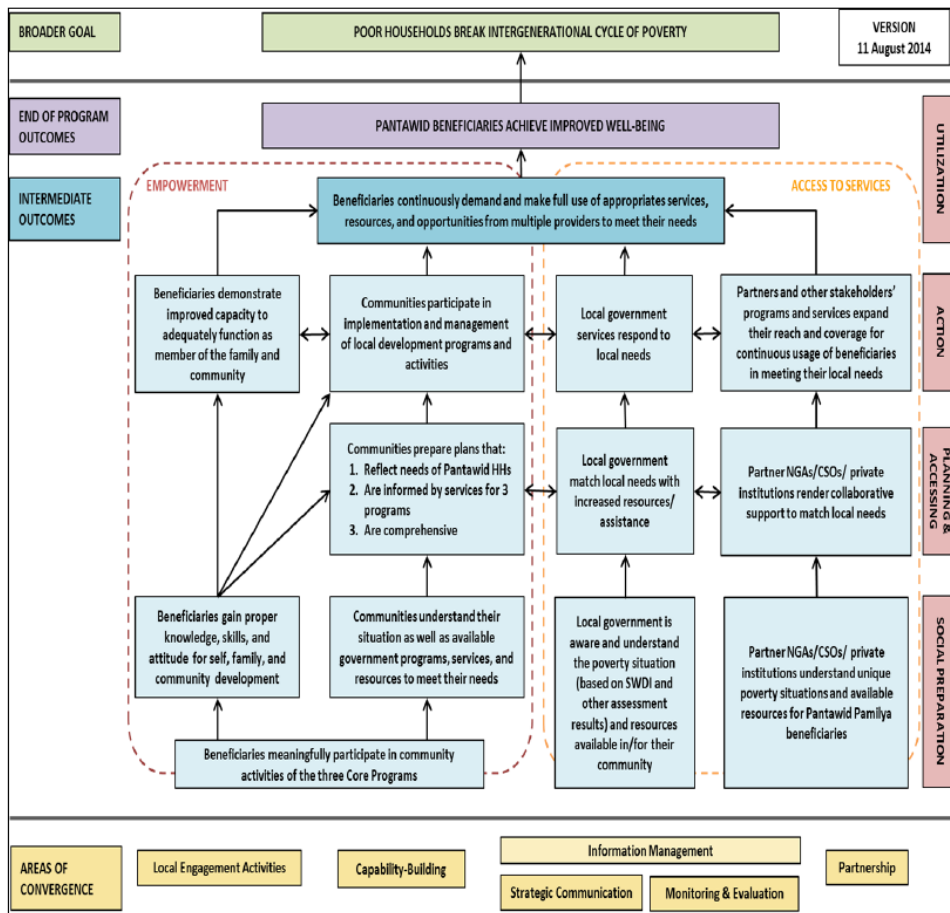 BROADER GOAL
POOR HOUSEHOLDS BREAK INTERGENERATIONAL CYCLE OF POVERTY
VERSION
11 August 2014
END OF PROGRAM
OUTCOMES
PANTAWID BENEFICIARIES ACHIEVE IMPROVED WELL-BEING
UTILIZATIION
EMPOWERMENT
ACCESS TO SERVICES
INTERMEDIATE
OUTCOMES
Beneficiaries continuously demand and make full use of appropriates services,
resources, and opportunities from multiple providers to meet their needs
Beneficiaries demonstrate
improved capacity to
adequately function as
member of the family and
community
Communities participate in
implementation and management
of local development programs and
activities
Local government
services respond to
local needs
Partners and other stakeholders'
programs and services expand
their reach and coverage for
continuous usage of beneficiaries
in meeting their local needs
ACTION
Communities prepare plans that:
1. Reflect needs of Pantawid HHs
2. Are informed by services for 3
programs
3. Are comprehensive
Local government
match local needs with
increased resources/
assistance
Partner NGAs/CSOs/ private
institutions render collaborative
support to match local needs
PLANNING &
ACCESSING
Beneficiaries gain proper
knowledge, skills, and
attitude for self, family, and
community development
Communities understand their
situation as well as available
government programs, services, and
resources to meet their needs
Local government is
aware and understand
the poverty situation
(based on SWDI and
other assessment
results) and resources
available in/for their
community
Partner NGAs/CSOs/ private
institutions understand unique
poverty situations and available
resources for Pantawid Pamilya
beneficiaries
SOCIAL PREPARATION
Beneficiaries meaningfully participate in community
activities of the three Core Programs
AREAS OF
CONVERGENCE
Local Engagement Activities
Capability-Building
Information Management
Strategic Communication
Monitoring & Evaluation
Partnership